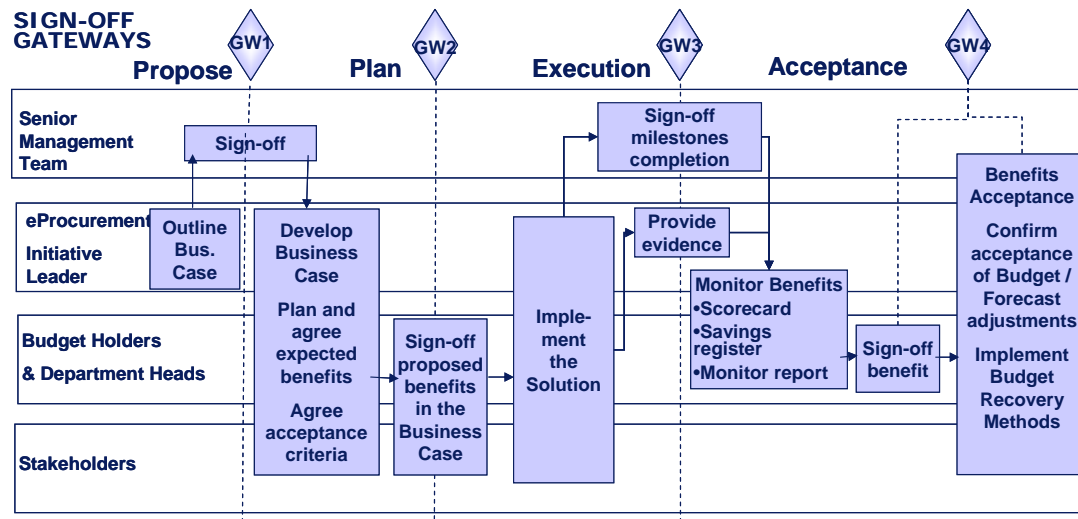 SIGN-OFF
GATEWAYS
GW1
GW2
GW3
GW4
Propose
Plan
Execution
Acceptance
Senior
Management
Team
Sign-off
Sign-off
milestones
completion
eProcurement
Initiative
Leader
Outline
Bus.
Case
Develop
Business
Case
Plan and
agree
expected
benefits
Agree
acceptance
criteria
Provide
evidence
Benefits
Acceptance
Confirm
acceptance
of Budget /
Forecast
adjustments
Implement
Budget
Recovery
Methods
Monitor Benefits
•Scorecard
•Savings
register
•Monitor report
Imple-
ment
the
Solution
Budget Holders
& Department Heads
Sign-off
proposed
benefits
in the
Business
Case
Sign-off
benefit
Stakeholders